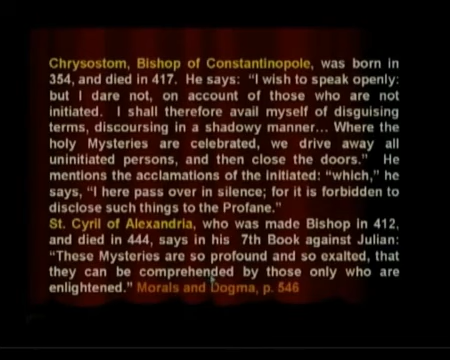 Chrysostom, Bishop of Constantinopole, was born in
354, and died in 417. He says: “I wish to speak openly:
but I dare not, on account of those who are not
initiated. I shall therefore avail myself of disguising
terms, discoursing in a shadowy manner... Where the
holy Mysteries are celebrated, we drive away all
uninitiated persons, and then close the doors.” He
mentions the acclamations of the initiated: “which,” he
says, “I here pass over in silence; for it is forbidden to
disclose such things to the Profane.”
St. Cyril of Alexandria, who was made Bishop in 412,
and died in 444, says in his 7th Book against Julian:
“These Mysteries are so profound and so exalted, that
they can be comprehended by those only who are
enlightened.” Morals and Dogma, p. 546